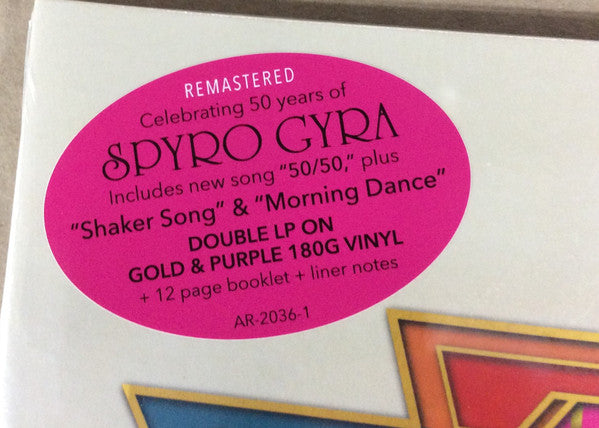 REMASTERED
Celebrating 50 years of
SPYRO GYRA
Includes new song "50/50," plus
"Shaker Song" & "Morning Dance"
DOUBLE LP ON
GOLD & PURPLE 180G VINYL
+ 12 page booklet + liner notes
AR-2036-1